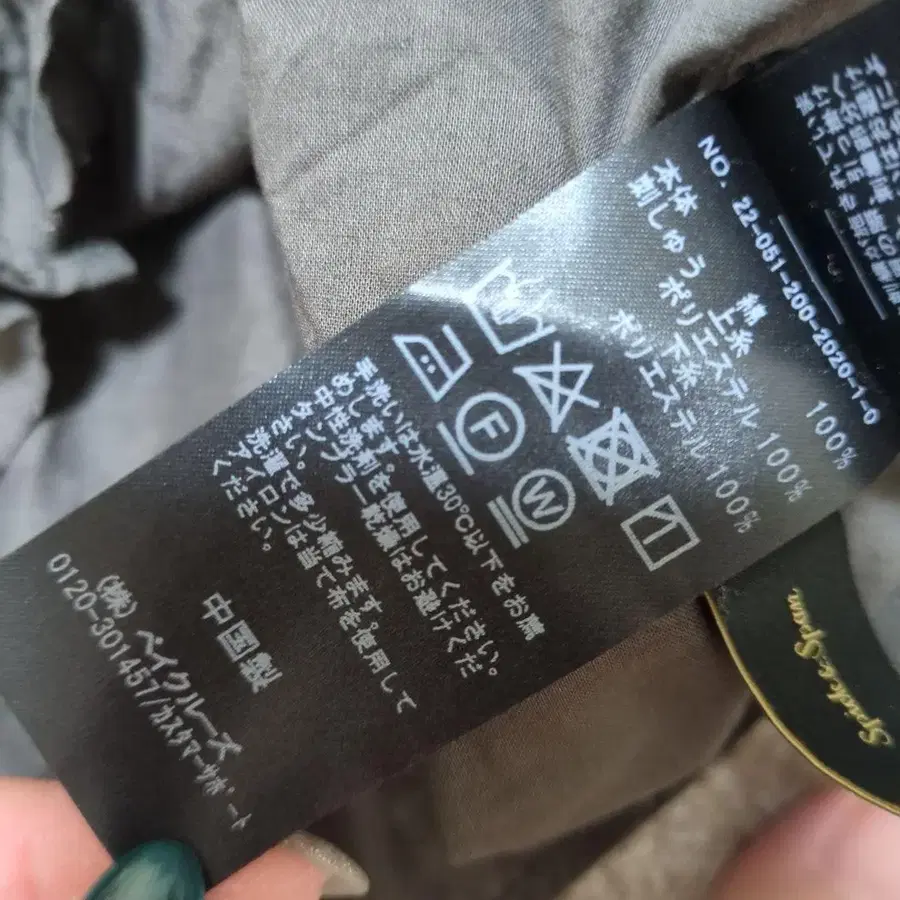 NO. 22-051-200-2020-1-0
本体 綿 100%
刺しゅう 上糸
ポリエステル 100%
下糸
ポリエステル 100%
F
W
手洗いは水温30℃以下をお薦
めします。
中性洗剤を使用してくださ
タンブラー乾燥はお避けくだ
さい。
洗濯で多少縮みます。
アイロンは当て布を使用して
ください。
中国製
(株) ベイクルーズ
0120-301457/カスタマーサポート
Spick & Span